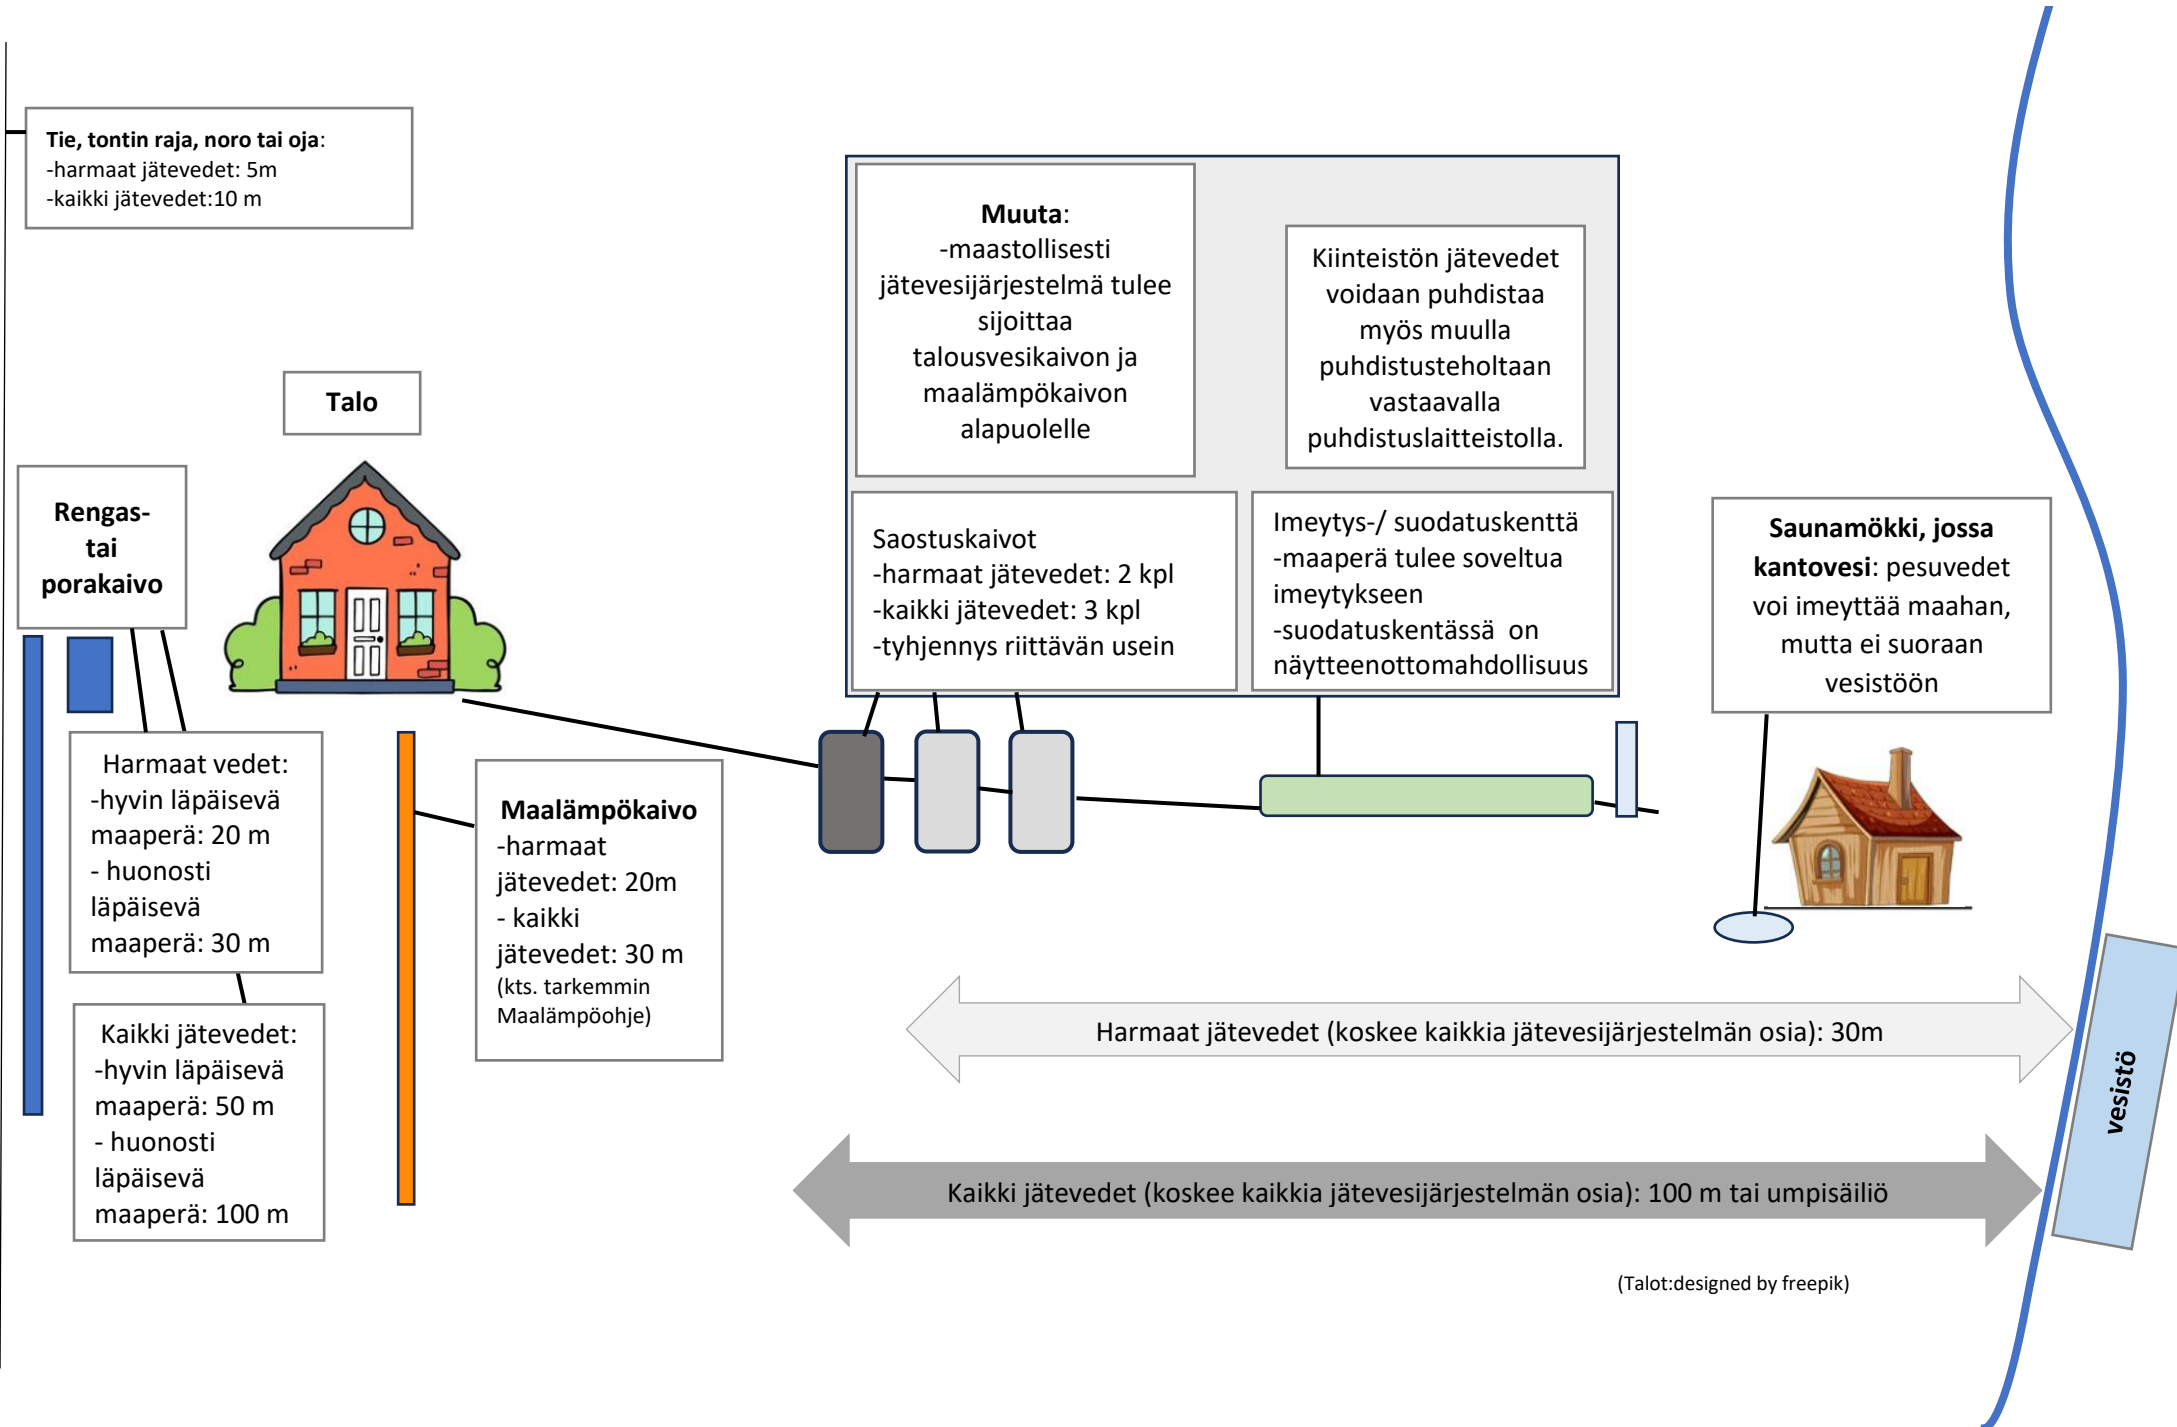 Tie, tontin raja, noro tai oja:
-harmaat jätevedet: 5m
-kaikki jätevedet:10 m
Talo
Rengas-
tai
porakaivo
Harmaat vedet:
-hyvin läpäisevä
maaperä: 20 m
- huonosti
läpäisevä
maaperä: 30 m
Kaikki jätevedet:
-hyvin läpäisevä
maaperä: 50 m
- huonosti
läpäisevä
maaperä: 100 m
Maalämpökaivo
-harmaat
jätevedet: 20m
- kaikki
jätevedet: 30 m
(kts. tarkemmin
Maalämpöohje)
Muuta:
-maastollisesti
jätevesijärjestelmä tulee
sijoittaa
talousvesikaivon ja
maalämpökaivon
alapuolelle
Kiinteistön jätevedet
voidaan puhdistaa
myös muulla
puhdistusteholtaan
vastaavalla
puhdistuslaitteistolla.
Saostuskaivot
-harmaat jätevedet: 2 kpl
-kaikki jätevedet: 3 kpl
-tyhjennys riittävän usein
Imeytys-/ suodatuskenttä
-maaperä tulee soveltua
imeytykseen
-suodatuskentässä on
näytteenottomahdollisuus
Saunamökki, jossa
kantovesi: pesuvedet
voi imeyttää maahan,
mutta ei suoraan
vesistöön
Harmaat jätevedet (koskee kaikkia jätevesijärjestelmän osia): 30m
Kaikki jätevedet (koskee kaikkia jätevesijärjestelmän osia): 100 m tai umpisäiliö
vesistö
(Talot:designed by freepik)